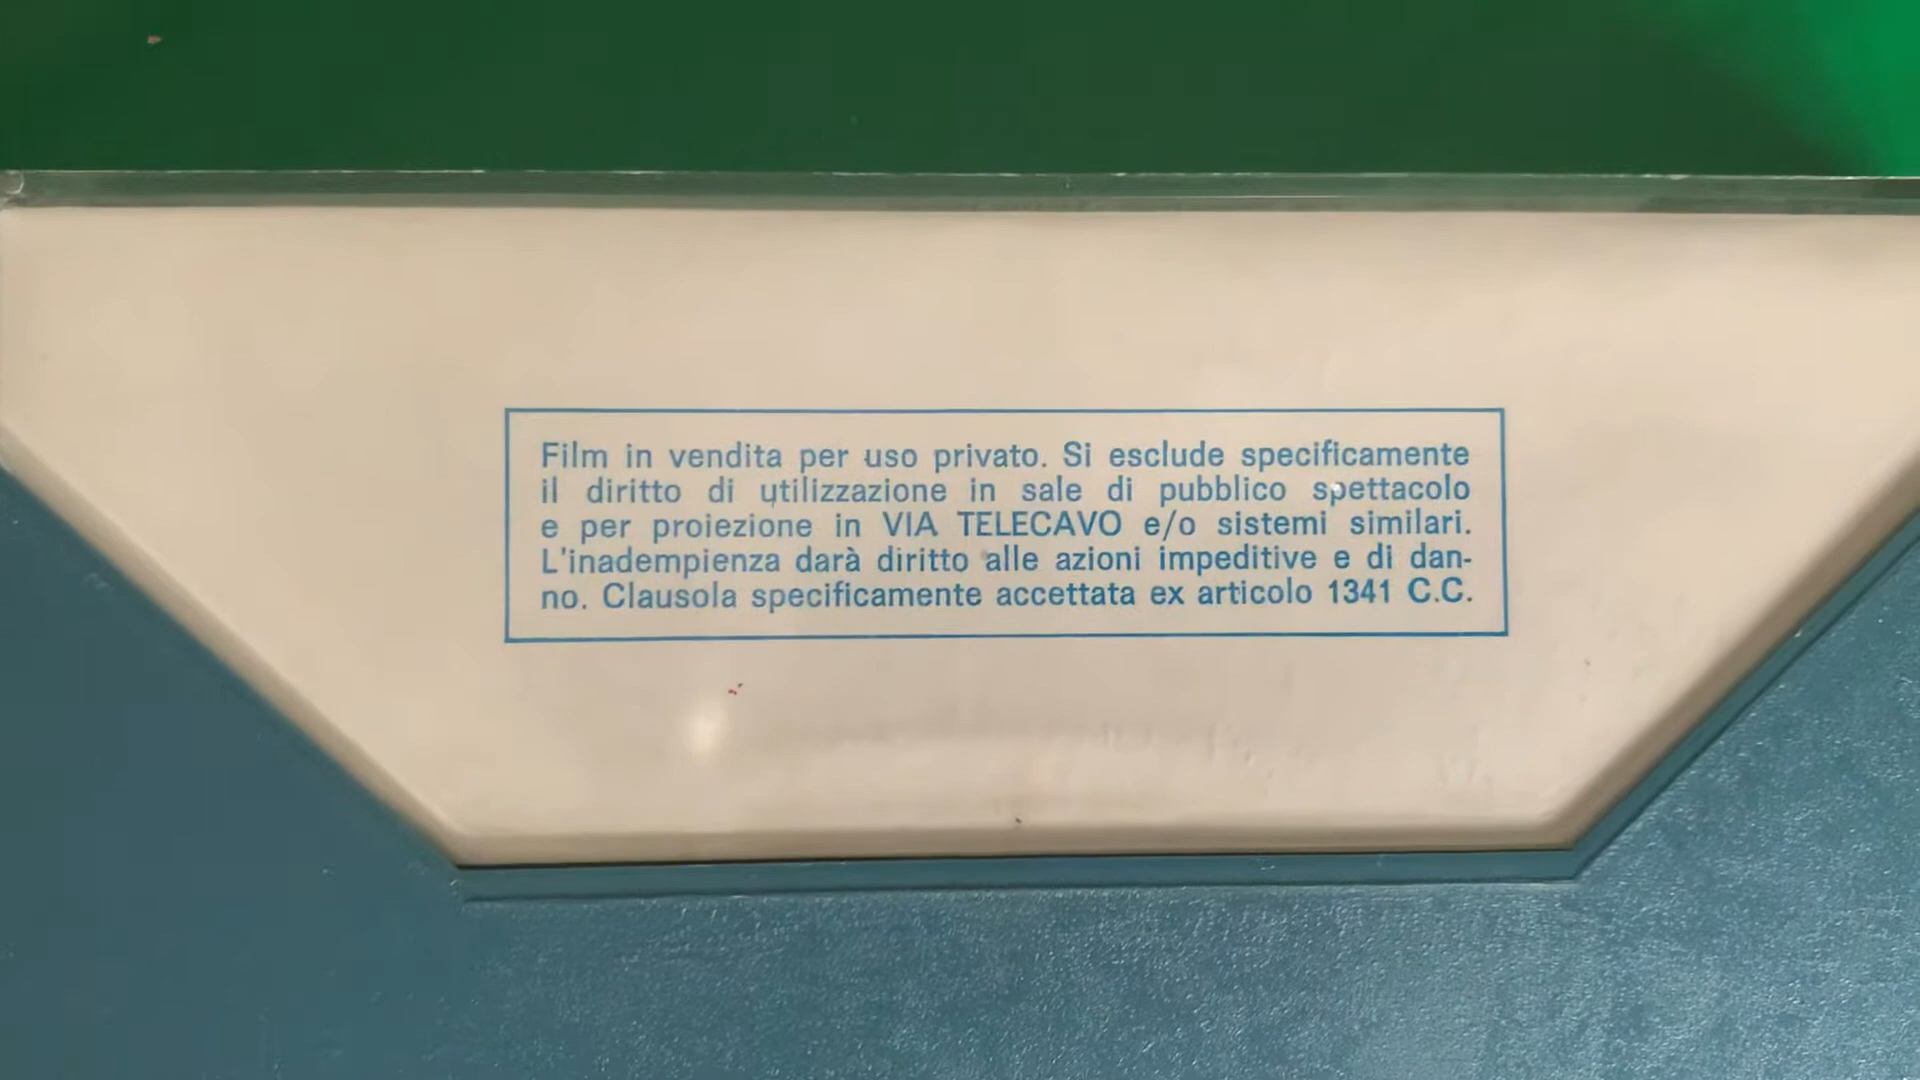 Film in vendita per uso privato. Si esclude specificamente
il diritto di utilizzazione in sale di pubblico spettacolo
e per proiezione in VIA TELECAVO e/o sistemi similari.
L'inadempienza darà diritto alle azioni impeditive e di dan-
no. Clausola specificamente accettata ex articolo 1341 C.C.